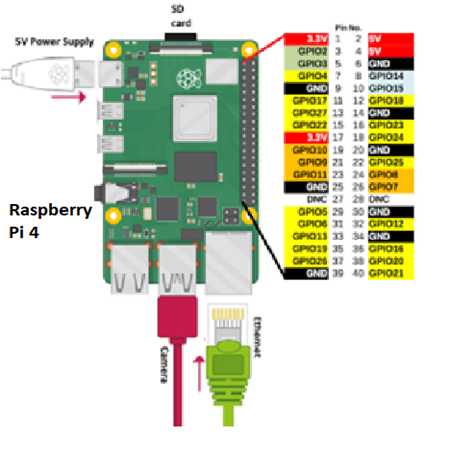 SD
card
5V Power Supply
Pin No.
3.3V 1 2 5V
GPIO2 3 4 5V
GPIO3 5 6 GND
GPIO4 7 8 GPIO14
GND 9 10 GPIO15
GPIO17 11 12 GPIO18
GPIO27 13 14 GND
GPIO22 15 16 GPIO23
3.3V 17 18 GPIO24
GPIO10 19 20 GND
GPIO9 21 22 GPIO25
GPIO11 23 24 GPIO8
GND 25 26 GPIO7
DNC 27 28 DNC
GPIO5 29 30 GND
GPIO6 31 32 GPIO12
GPIO13 33 34 GND
GPIO19 35 36 GPIO16
GPIO26 37 38 GPIO20
GND 39 40 GPIO21
Raspberry
Pi 4
Camera
Ethernet